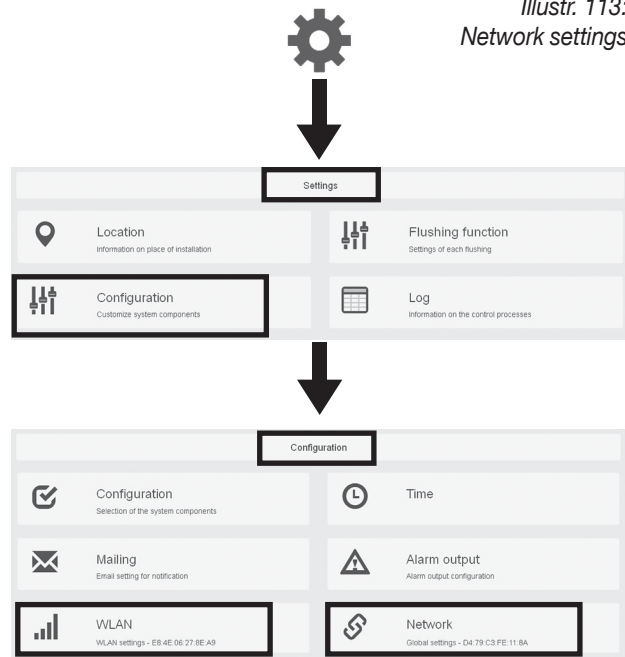 Illustr. 113:
Network settings
Settings
Location
Information on place of installation
Flushing function
Settings of each flushing
Configuration
Customize system components
Log
Information on the control processes
Configuration
Configuration
Selection of the system components
Time
Mailing
Email setting for notification
Alarm output
Alarm output configuration
WLAN
WLAN settings - E8:4E:06:27:8E:A9
Network
Global settings - D4:79:C3:FE:11:8A